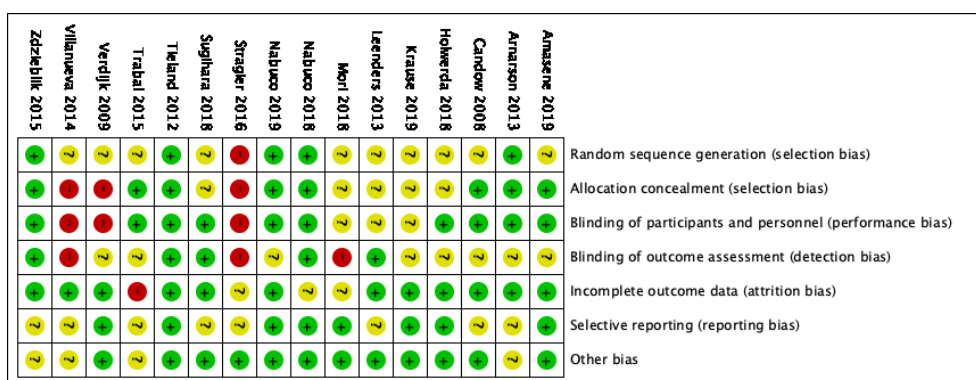 Zdzieblik 2015
Villanueva 2014
Verdijk 2009
Trabal 2015
Tieland 2012
Sugihara 2018
Stragier 2016
Nabuco 2019
Nabuco 2018
Mori 2018
Leenders 2013
Krause 2019
Holwerda 2018
Candow 2008
Arnarson 2013
Amasene 2019
+ ? ? ? + ? - + + ? ? ? ? ? + ? Random sequence generation (selection bias)
+ - - + + ? - + + ? ? ? ? + + + Allocation concealment (selection bias)
+ - - + + + - + + ? ? ? + + + + Blinding of participants and personnel (performance bias)
+ - ? ? + + - ? + - + ? ? ? ? ? Blinding of outcome assessment (detection bias)
+ + + - + + ? + ? ? + + + + + + Incomplete outcome data (attrition bias)
? ? + ? + ? ? + + + ? + + ? ? + Selective reporting (reporting bias)
? ? + ? + + + + + + + + + + ? + Other bias